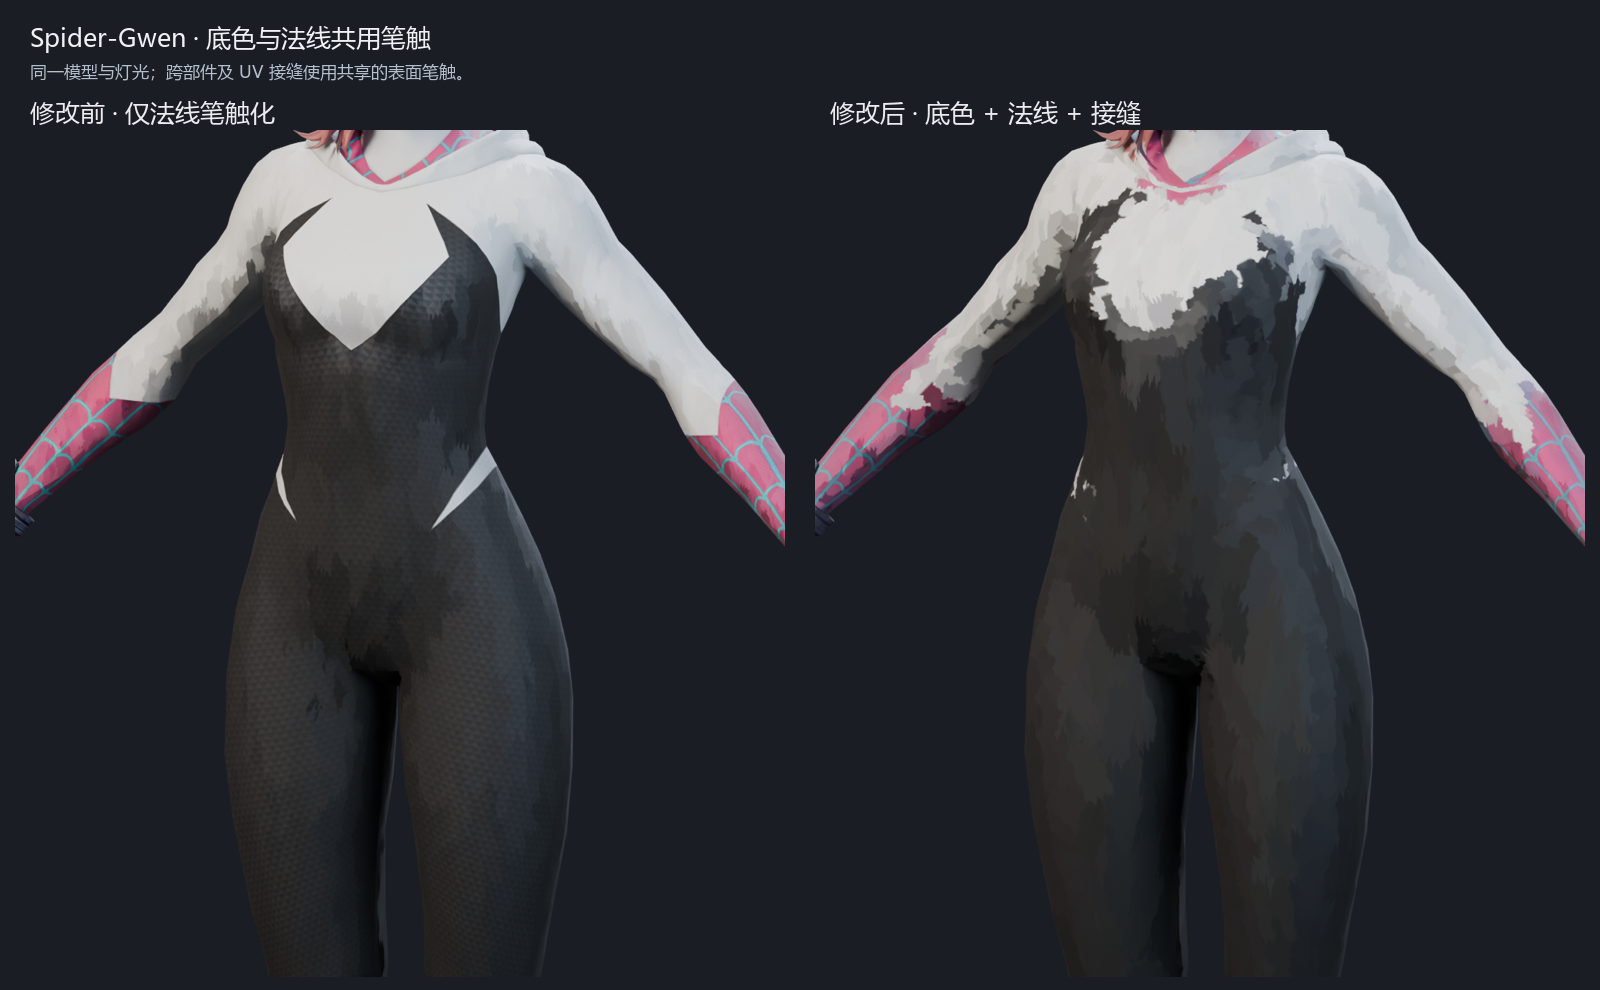 Spider-Gwen · 底色与法线共用笔触
同一模型与灯光；跨部件及 UV 接缝使用共享的表面笔触。
修改前 · 仅法线笔触化
修改后 · 底色 + 法线 + 接缝